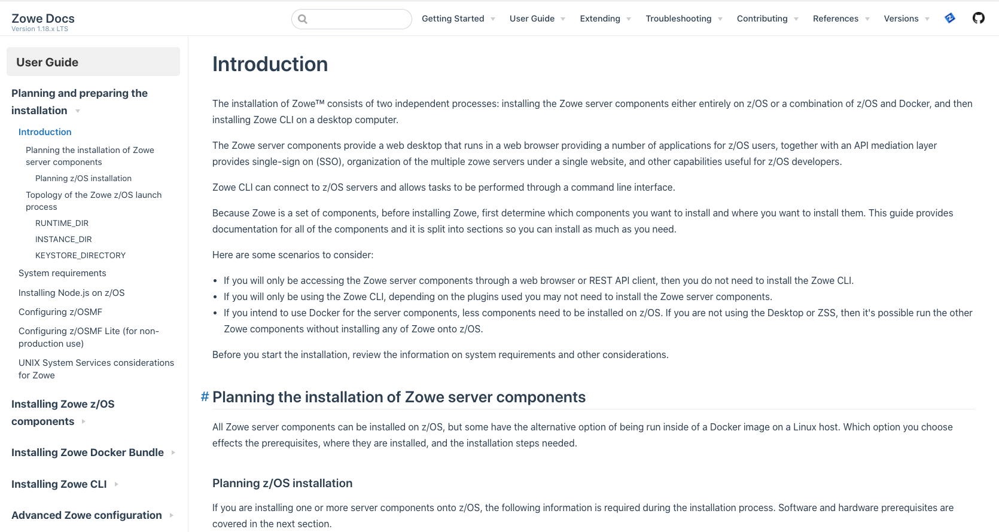 Zowe Docs
Version 1.18.x LTS
Getting Started
User Guide
Extending
Troubleshooting
Contributing
References
Versions
User Guide
Planning and preparing the
installation
Introduction
Planning the installation of Zowe
server components
Planning z/OS installation
Topology of the Zowe z/OS launch
process
RUNTIME_DIR
INSTANCE_DIR
KEYSTORE_DIRECTORY
System requirements
Installing Node.js on z/OS
Configuring z/OSMF
Configuring z/OSMF Lite (for non-
production use)
UNIX System Services considerations
for Zowe
Installing Zowe z/OS
components
Installing Zowe Docker Bundle
Installing Zowe CLI
Advanced Zowe configuration
Introduction
The installation of Zowe™ consists of two independent processes: installing the Zowe server components either entirely on z/OS or a combination of z/OS and Docker, and then
installing Zowe CLI on a desktop computer.
The Zowe server components provide a web desktop that runs in a web browser providing a number of applications for z/OS users, together with an API mediation layer
provides single-sign on (SSO), organization of the multiple zowe servers under a single website, and other capabilities useful for z/OS developers.
Zowe CLI can connect to z/OS servers and allows tasks to be performed through a command line interface.
Because Zowe is a set of components, before installing Zowe, first determine which components you want to install and where you want to install them. This guide provides
documentation for all of the components and it is split into sections so you can install as much as you need.
Here are some scenarios to consider:
• If you will only be accessing the Zowe server components through a web browser or REST API client, then you do not need to install the Zowe CLI.
• If you will only be using the Zowe CLI, depending on the plugins used you may not need to install the Zowe server components.
• If you intend to use Docker for the server components, less components need to be installed on z/OS. If you are not using the Desktop or ZSS, then it's possible run the other
Zowe components without installing any of Zowe onto z/OS.
Before you start the installation, review the information on system requirements and other considerations.
# Planning the installation of Zowe server components
All Zowe server components can be installed on z/OS, but some have the alternative option of being run inside of a Docker image on a Linux host. Which option you choose
effects the prerequisites, where they are installed, and the installation steps needed.
Planning z/OS installation
If you are installing one or more server components onto z/OS, the following information is required during the installation process. Software and hardware prerequisites are
covered in the next section.